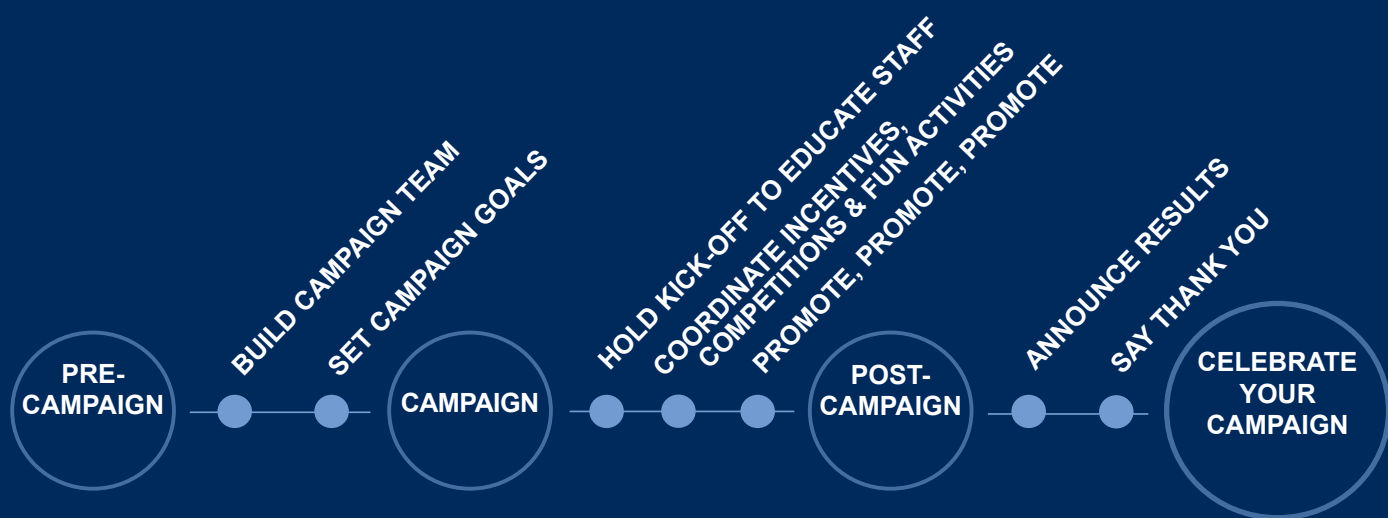 PRE-
CAMPAIGN
BUILD CAMPAIGN TEAM
SET CAMPAIGN GOALS
CAMPAIGN
HOLD KICK-OFF TO EDUCATE STAFF
COORDINATE INCENTIVES,
COMPETITIONS & FUN ACTIVITIES
PROMOTE, PROMOTE, PROMOTE
POST-
CAMPAIGN
ANNOUNCE RESULTS
SAY THANK YOU
CELEBRATE
YOUR
CAMPAIGN